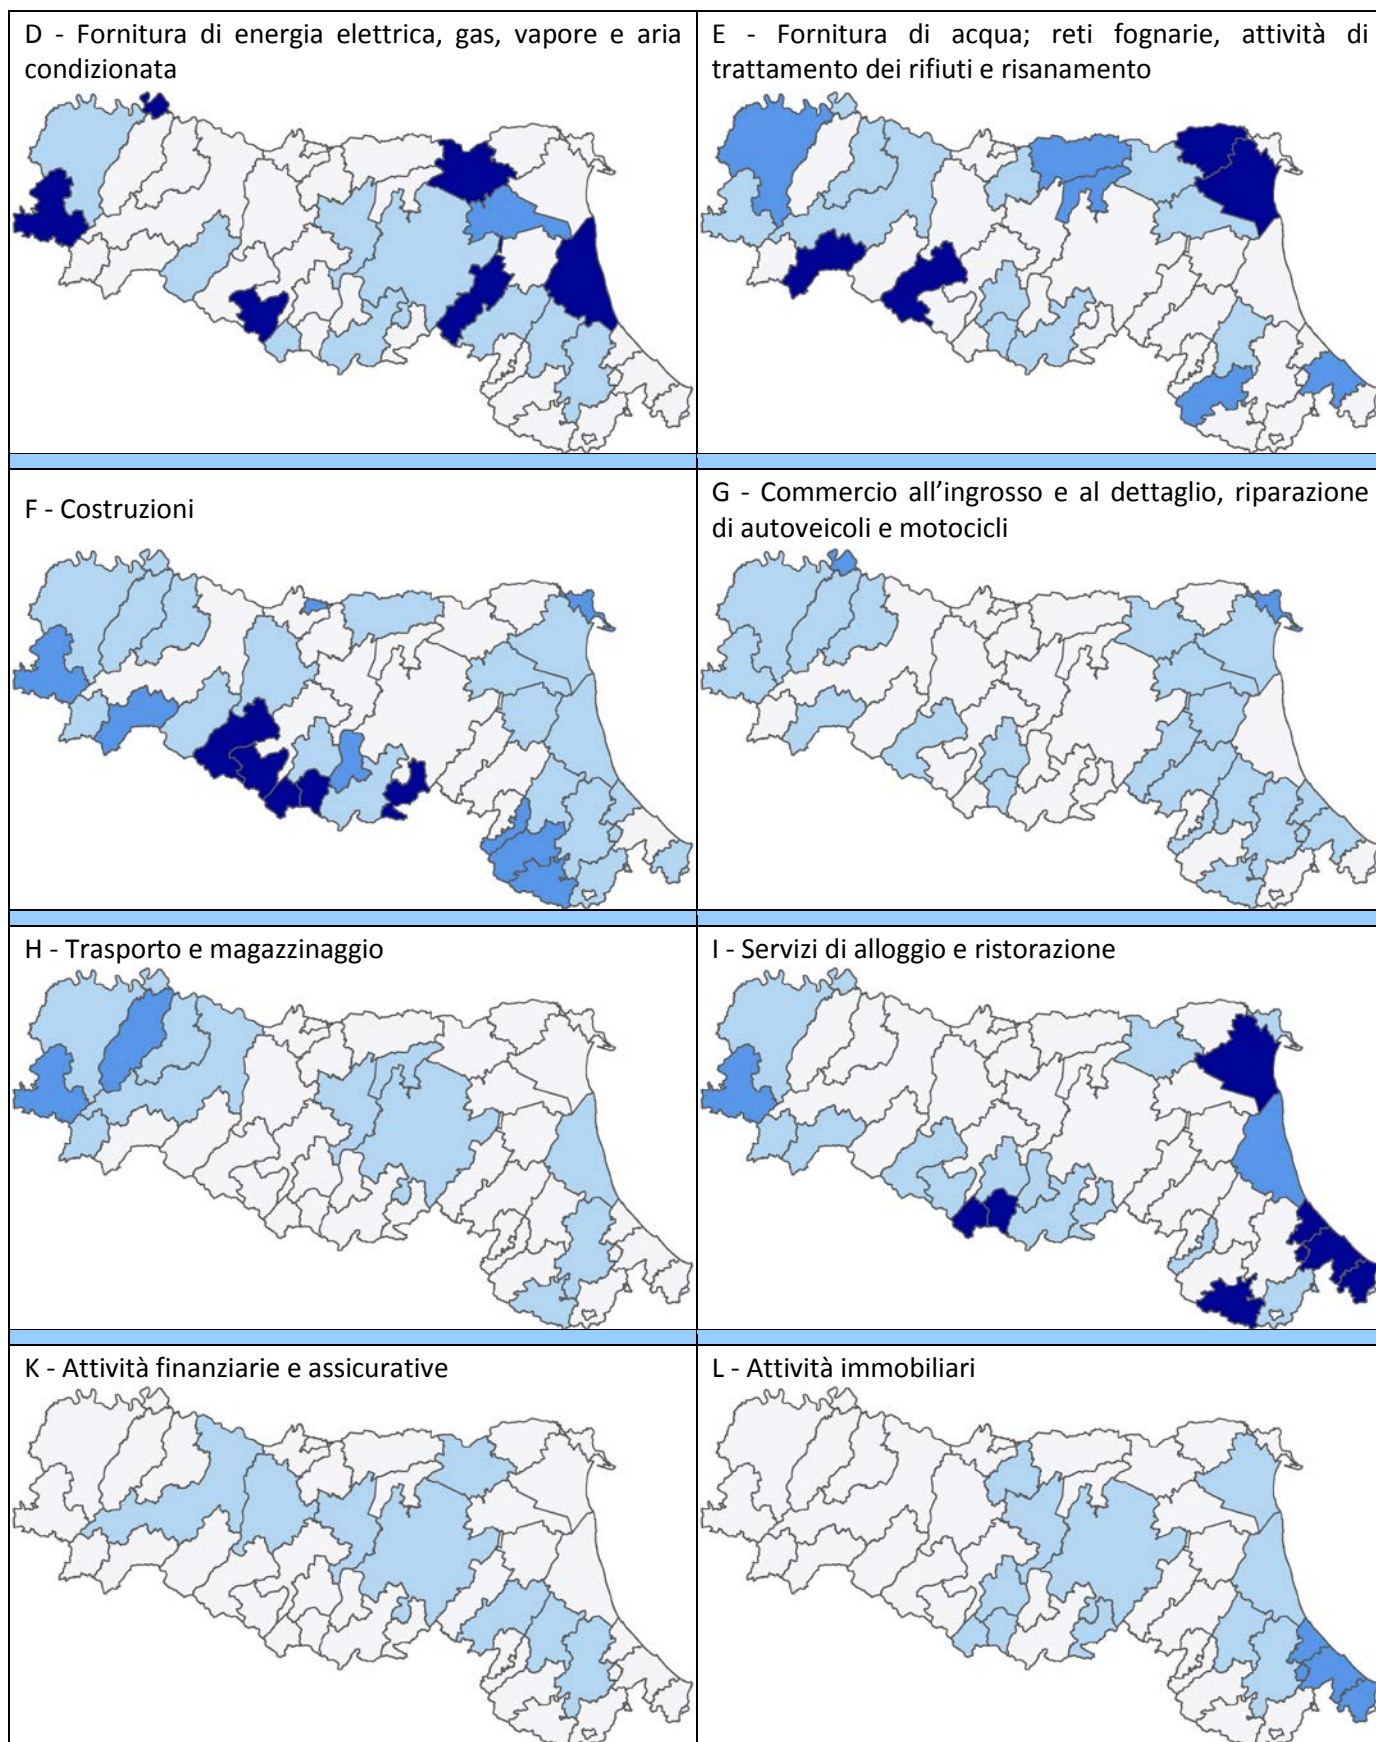 D - Fornitura di energia elettrica, gas, vapore e aria
condizionata
E - Fornitura di acqua; reti fognarie, attività di
trattamento dei rifiuti e risanamento
F - Costruzioni
G - Commercio all’ingrosso e al dettaglio, riparazione
di autoveicoli e motocicli
H - Trasporto e magazzinaggio
I - Servizi di alloggio e ristorazione
K - Attività finanziarie e assicurative
L - Attività immobiliari